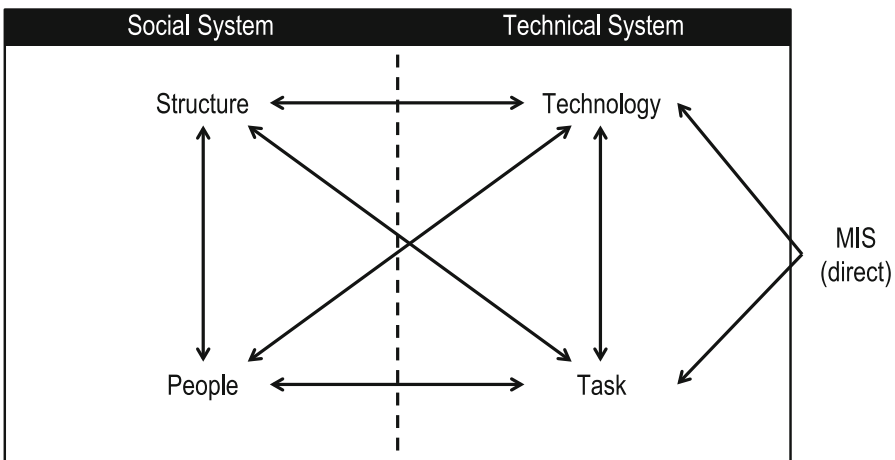 Social System
Technical System
Structure
Technology
MIS
(direct)
People
Task